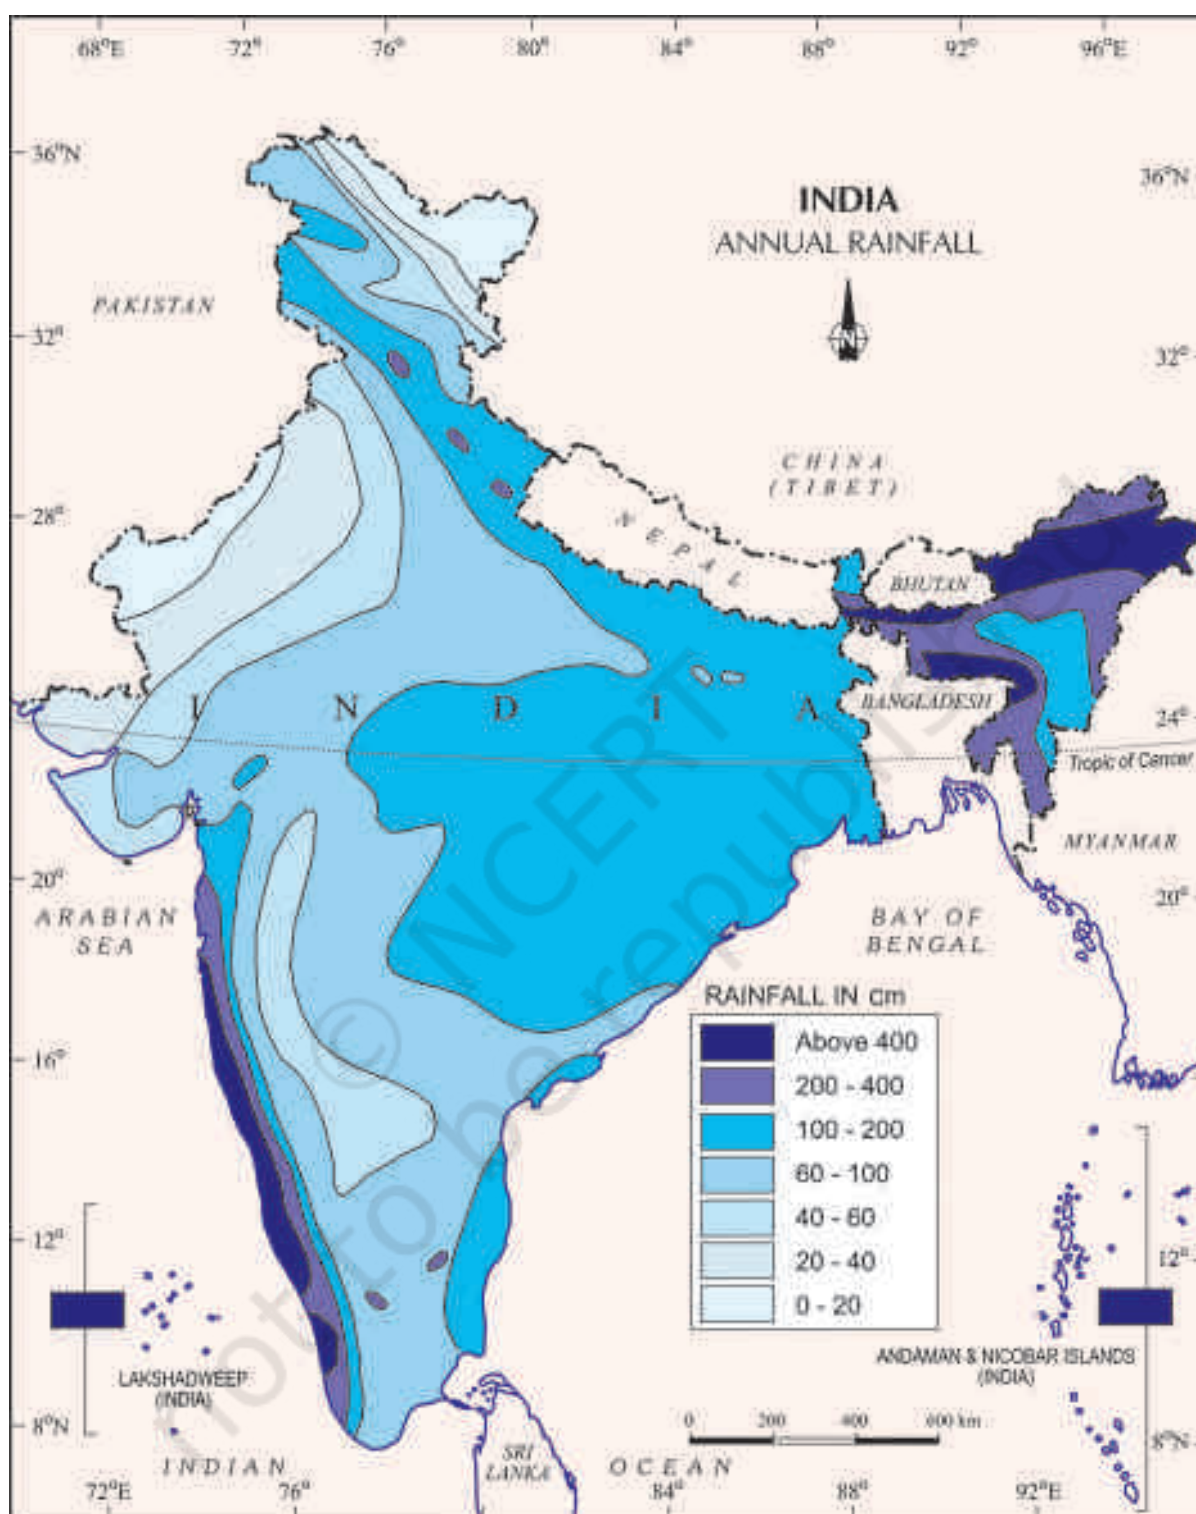 68°E 72° 76° 80° 84° 88° 92° 96°E
36°N
36°N
INDIA
ANNUAL RAINFALL
N
PAKISTAN
32°
32°
CHINA
(TIBET)
28°
NEPAL
BHUTAN
I N D I A
BANGLADESH
24°
Tropic of Cancer
MYANMAR
20°
20°
ARABIAN
SEA
BAY OF
BENGAL
RAINFALL IN cm
Above 400
200 - 400
100 - 200
60 - 100
40 - 60
20 - 40
0 - 20
16°
12°
12°
LAKSHADWEEP
(INDIA)
ANDAMAN & NICOBAR ISLANDS
(INDIA)
0 200 400 600 km
8°N
8°N
SRI
LANKA
INDIAN OCEAN
72°E 76° 84° 88° 92°E
© NCERT
not to be republished